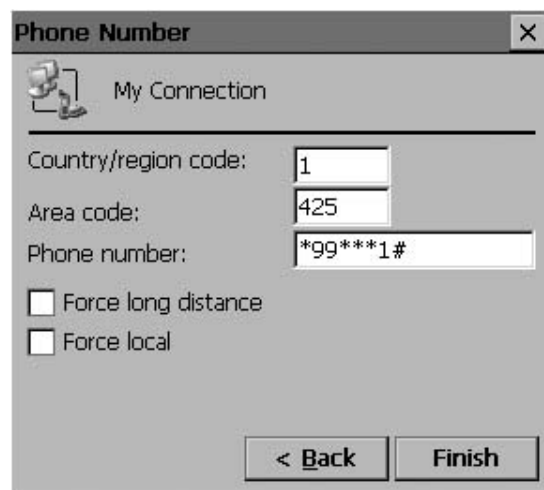 Phone Number
My Connection
Country/region code: 1
Area code: 425
Phone number: *99***1#
Force long distance
Force local
< Back Finish